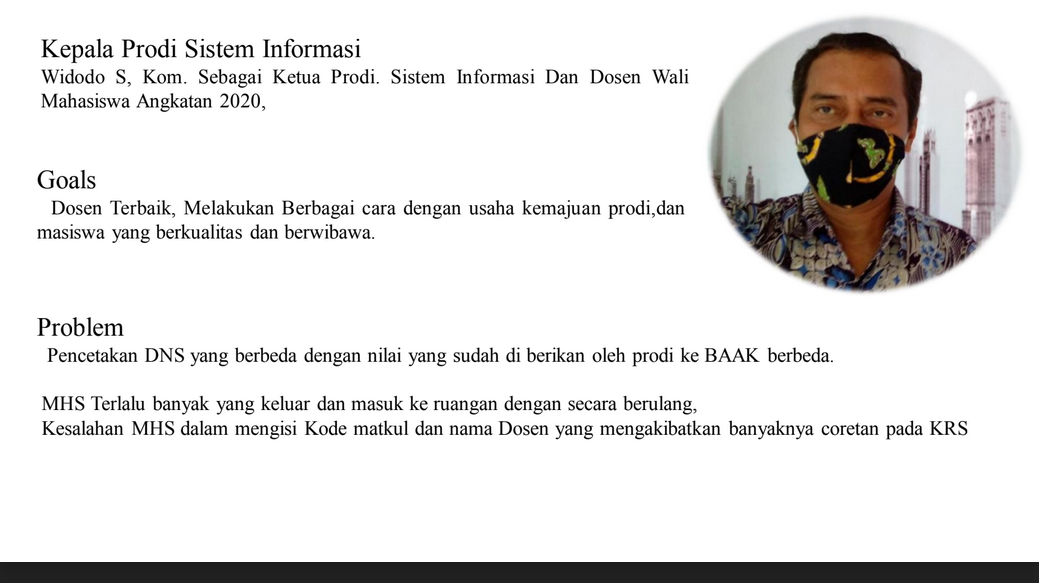 Kepala Prodi Sistem Informasi
Widodo S, Kom. Sebagai Ketua Prodi. Sistem Informasi Dan Dosen Wali
Mahasiswa Angkatan 2020,
Goals
Dosen Terbaik, Melakukan Berbagai cara dengan usaha kemajuan prodi,dan
masiswa yang berkualitas dan berwibawa.
Problem
Pencetakan DNS yang berbeda dengan nilai yang sudah di berikan oleh prodi ke BAAK berbeda.
MHS Terlalu banyak yang keluar dan masuk ke ruangan dengan secara berulang,
Kesalahan MHS dalam mengisi Kode matkul dan nama Dosen yang mengakibatkan banyaknya coretan pada KRS